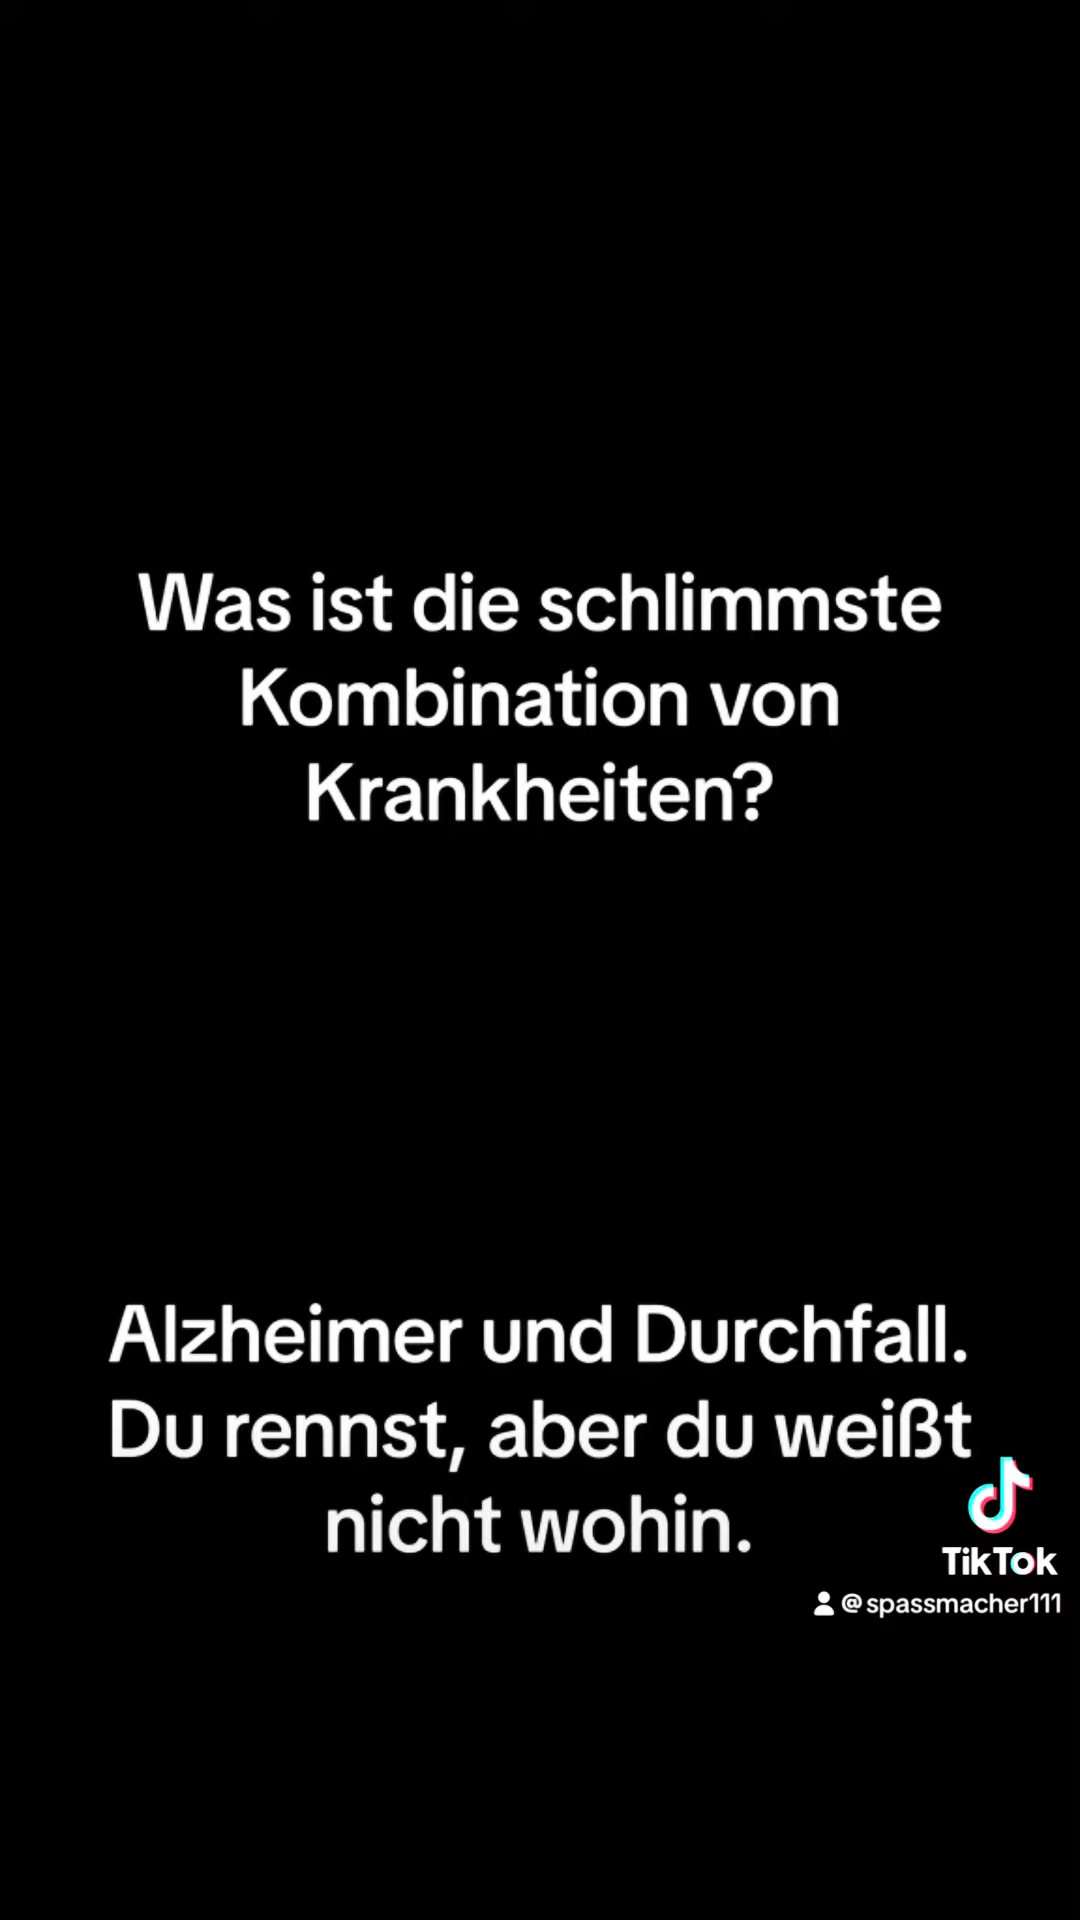 Was ist die schlimmste
Kombination von
Krankheiten?
Alzheimer und Durchfall.
Du rennst, aber du weißt
nicht wohin.
TikTok
@spassmacher111